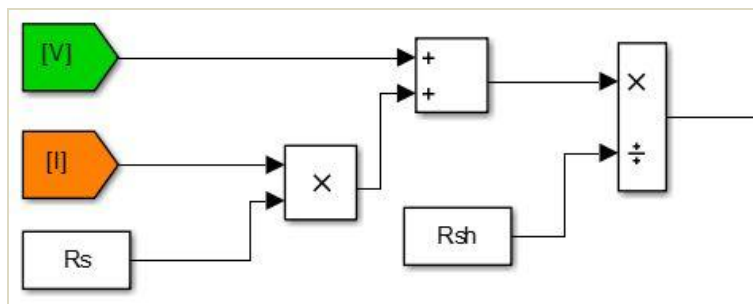 [V]
+
+
×
÷
[I]
×
Rsh
Rs